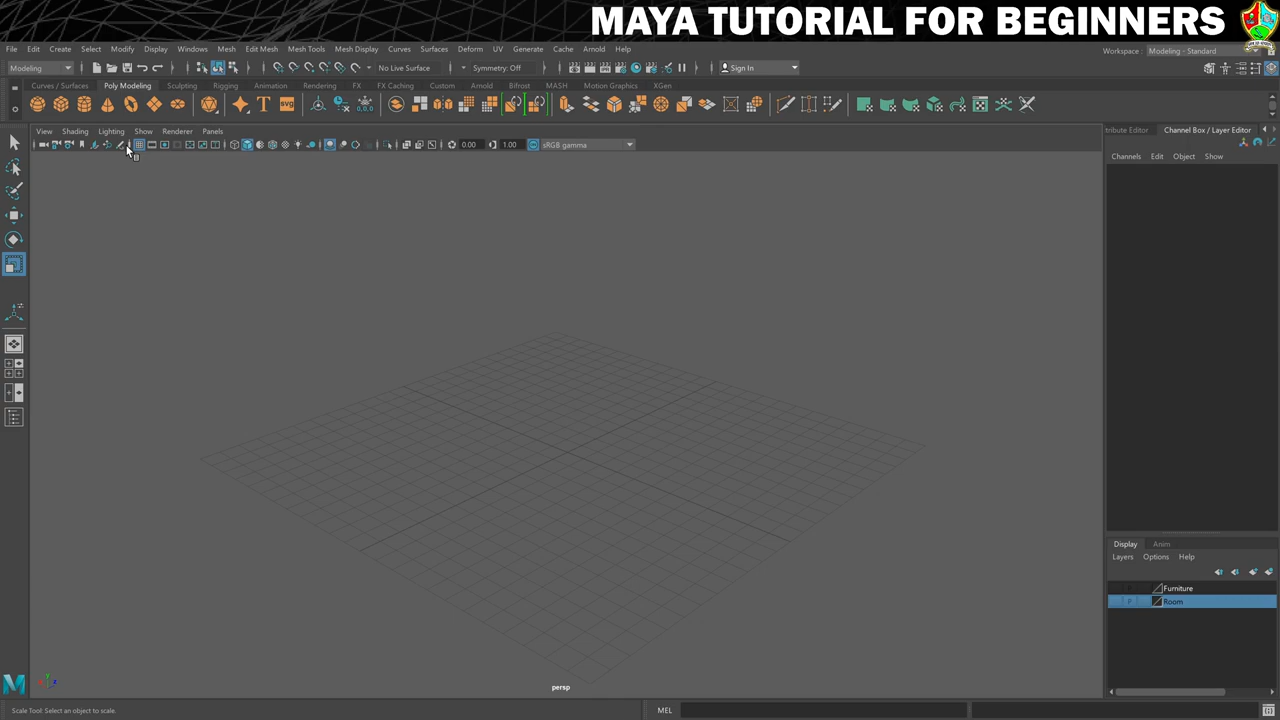 MAYA TUTORIAL FOR BEGINNERS
File Edit Create Select Modify Display Windows Mesh Edit Mesh Mesh Tools Mesh Display Curves Surfaces Deform UV Generate Cache Arnold Help
Workspace : Modeling - Standard
Modeling No Live Surface Symmetry: Off Sign In
Curves / Surfaces Poly Modeling Sculpting Rigging Animation Rendering FX FX Caching Custom Arnold Bifrost MASH Motion Graphics XGen
View Shading Lighting Show Renderer Panels
tribute Editor Channel Box / Layer Editor
0.00 1.00 sRGB gamma
Channels Edit Object Show
Display Anim
Layers Options Help
Furniture
P Room
persp
Scale Tool: Select an object to scale.
MEL